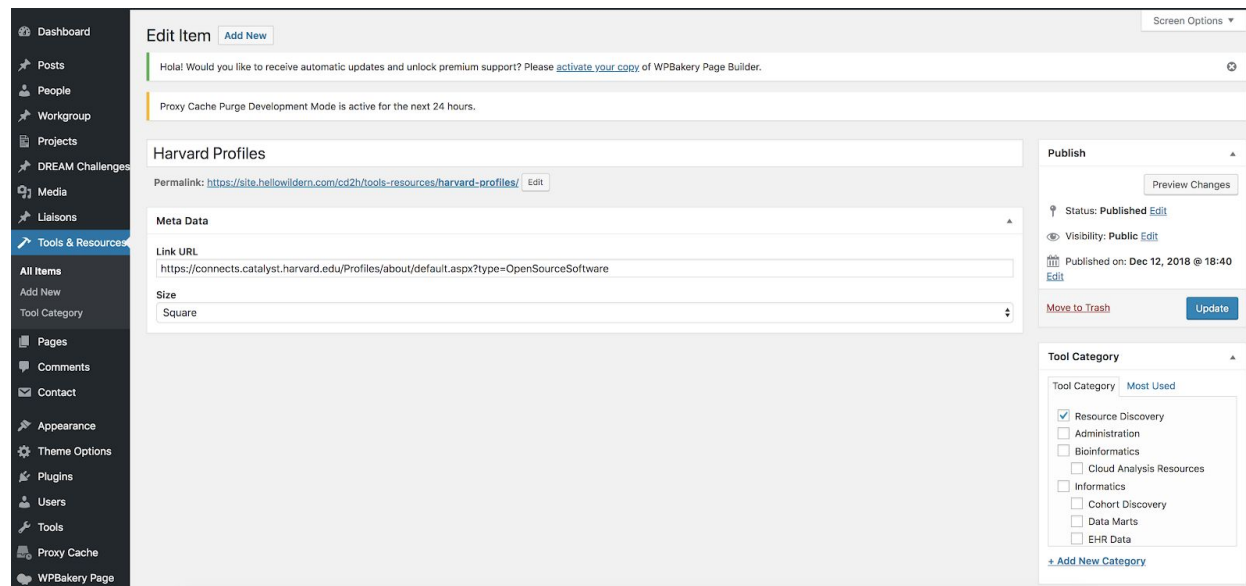 Dashboard
Posts
People
Workgroup
Projects
DREAM Challenges
Media
Liaisons
Tools & Resources
All Items
Add New
Tool Category
Pages
Comments
Contact
Appearance
Theme Options
Plugins
Users
Tools
Proxy Cache
WPBakery Page
Screen Options
Edit Item Add New
Hola! Would you like to receive automatic updates and unlock premium support? Please activate your copy of WPBakery Page Builder.
Proxy Cache Purge Development Mode is active for the next 24 hours.
Harvard Profiles
Permalink: https://site.hellowildern.com/cd2h/tools-resources/harvard-profiles/ Edit
Meta Data
Link URL
https://connects.catalyst.harvard.edu/Profiles/about/default.aspx?type=OpenSourceSoftware
Size
Square
Publish
Preview Changes
Status: Published Edit
Visibility: Public Edit
Published on: Dec 12, 2018 @ 18:40
Edit
Move to Trash Update
Tool Category
Tool Category Most Used
Resource Discovery
Administration
Bioinformatics
Cloud Analysis Resources
Informatics
Cohort Discovery
Data Marts
EHR Data
+ Add New Category